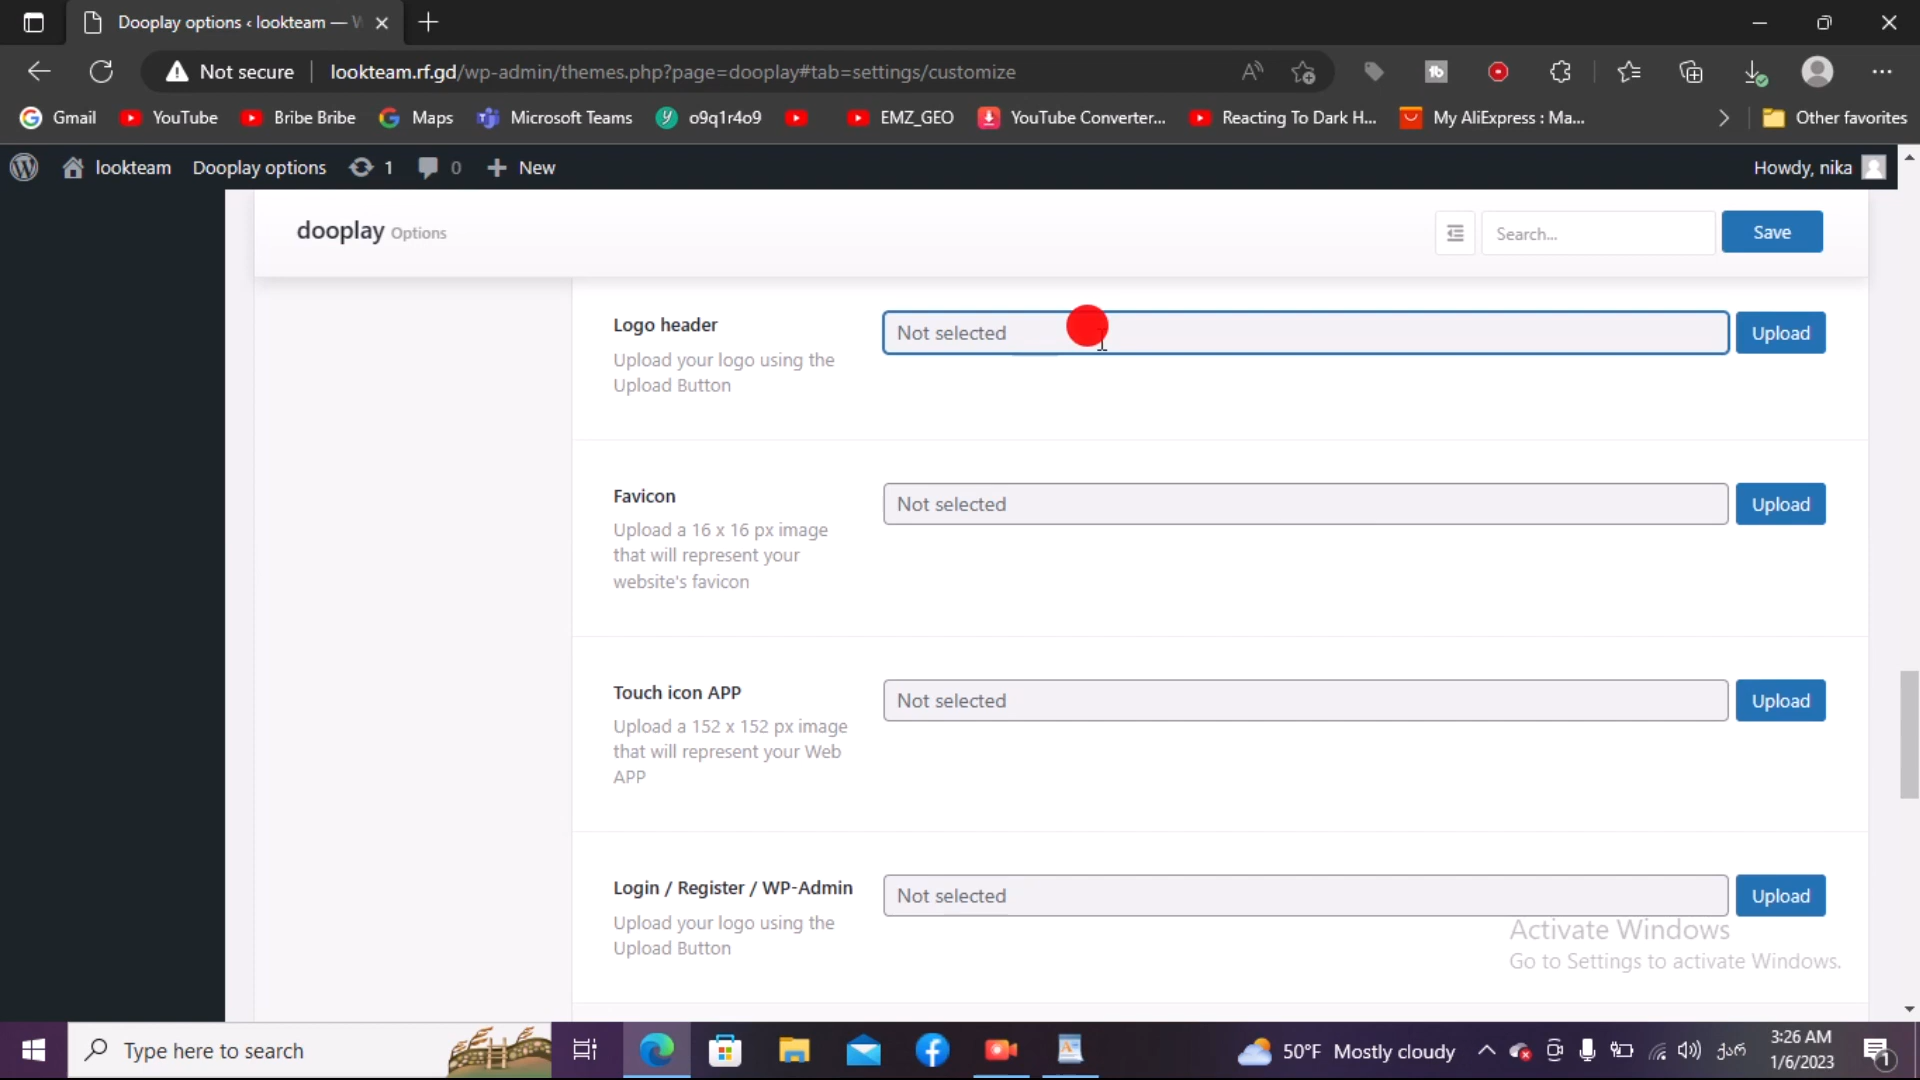 Dooplay options ‹ lookteam — W
Not secure
lookteam.rf.gd/wp-admin/themes.php?page=dooplay#tab=settings/customize
Gmail
YouTube
Bribe Bribe
Maps
Microsoft Teams
o9q1r4o9
EMZ_GEO
YouTube Converter...
Reacting To Dark H...
My AliExpress : Ma...
Other favorites
lookteam
Dooplay options
1
0
New
Howdy, nika
dooplay Options
Search...
Save
Logo header
Upload your logo using the
Upload Button
Not selected
Upload
Favicon
Upload a 16 x 16 px image
that will represent your
website's favicon
Not selected
Upload
Touch icon APP
Upload a 152 x 152 px image
that will represent your Web
APP
Not selected
Upload
Login / Register / WP-Admin
Upload your logo using the
Upload Button
Not selected
Upload
Activate Windows
Go to Settings to activate Windows.
Type here to search
50°F Mostly cloudy
ქარ
3:26 AM
1/6/2023
1